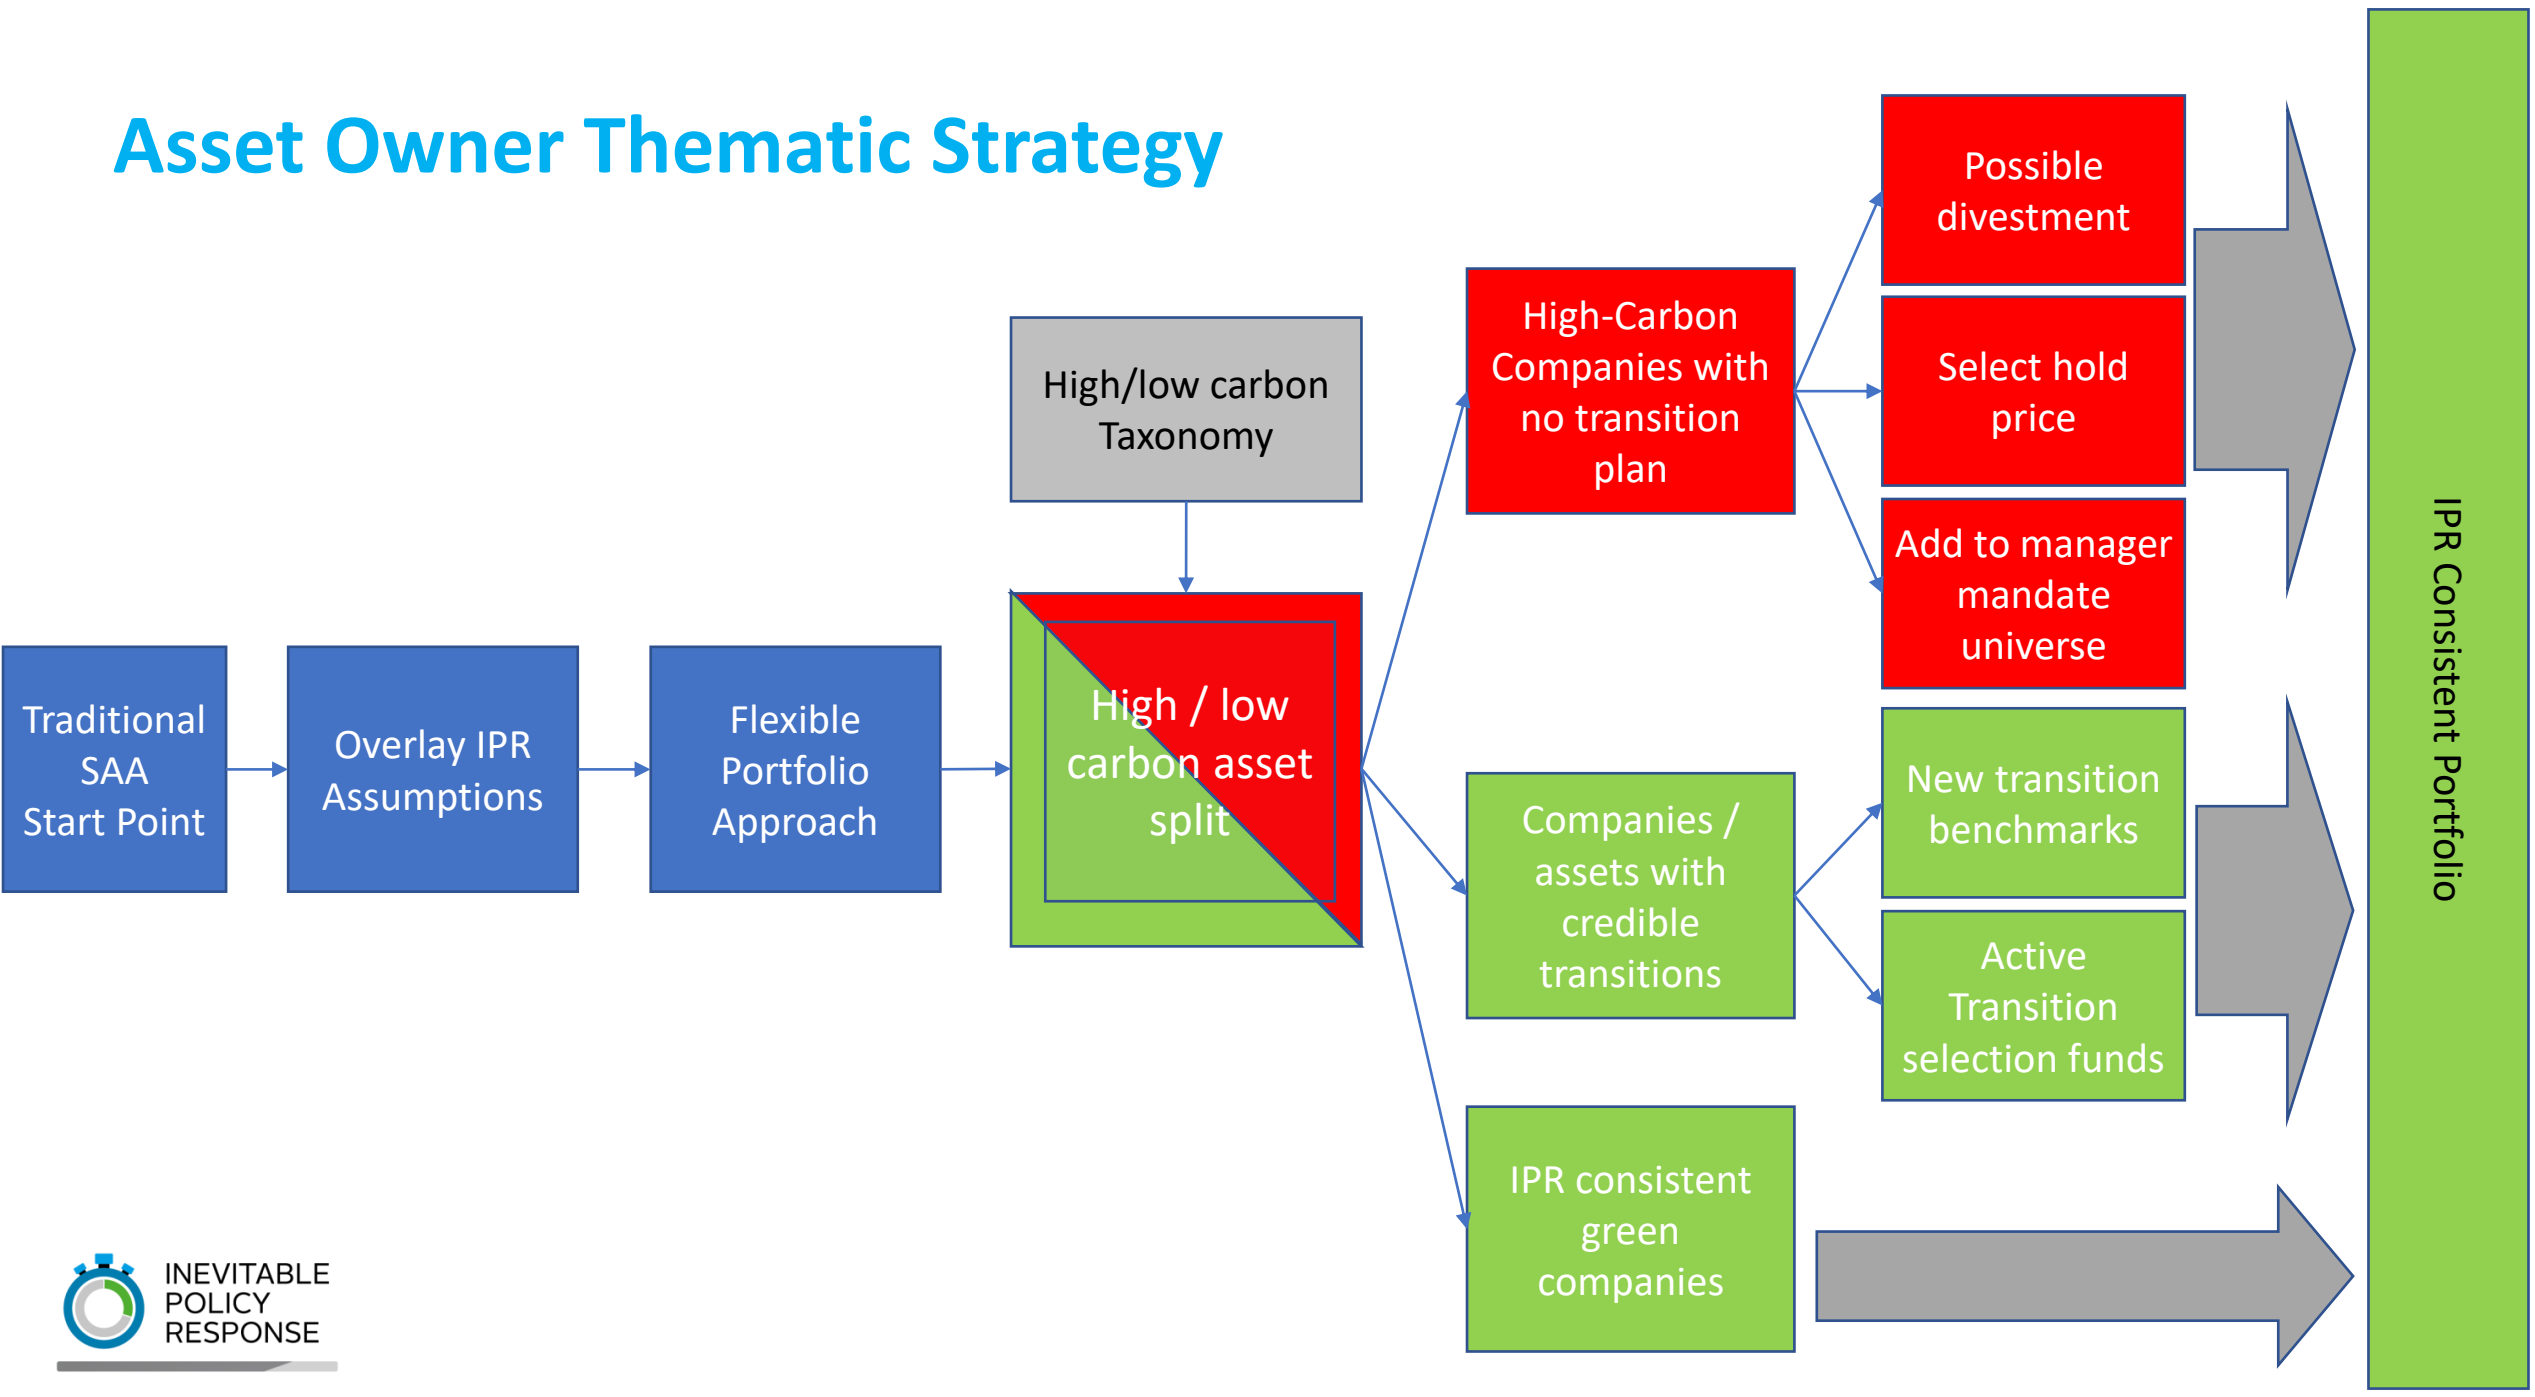 Asset Owner Thematic Strategy
Traditional
SAA
Start Point
Overlay IPR
Assumptions
Flexible
Portfolio
Approach
High/low carbon
Taxonomy
High / low
carbon asset
split
High-Carbon
Companies with
no transition
plan
Possible
divestment
Select hold
price
Add to manager
mandate
universe
Companies /
assets with
credible
transitions
New transition
benchmarks
Active
Transition
selection funds
IPR consistent
green
companies
IPR Consistent Portfolio
INEVITABLE
POLICY
RESPONSE